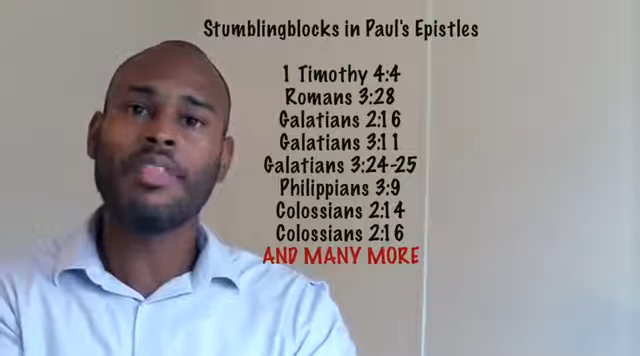 Stumblingblocks in Paul's Epistles
1 Timothy 4:4
Romans 3:28
Galatians 2:16
Galatians 3:11
Galatians 3:24-25
Philippians 3:9
Colossians 2:14
Colossians 2:16
AND MANY MORE